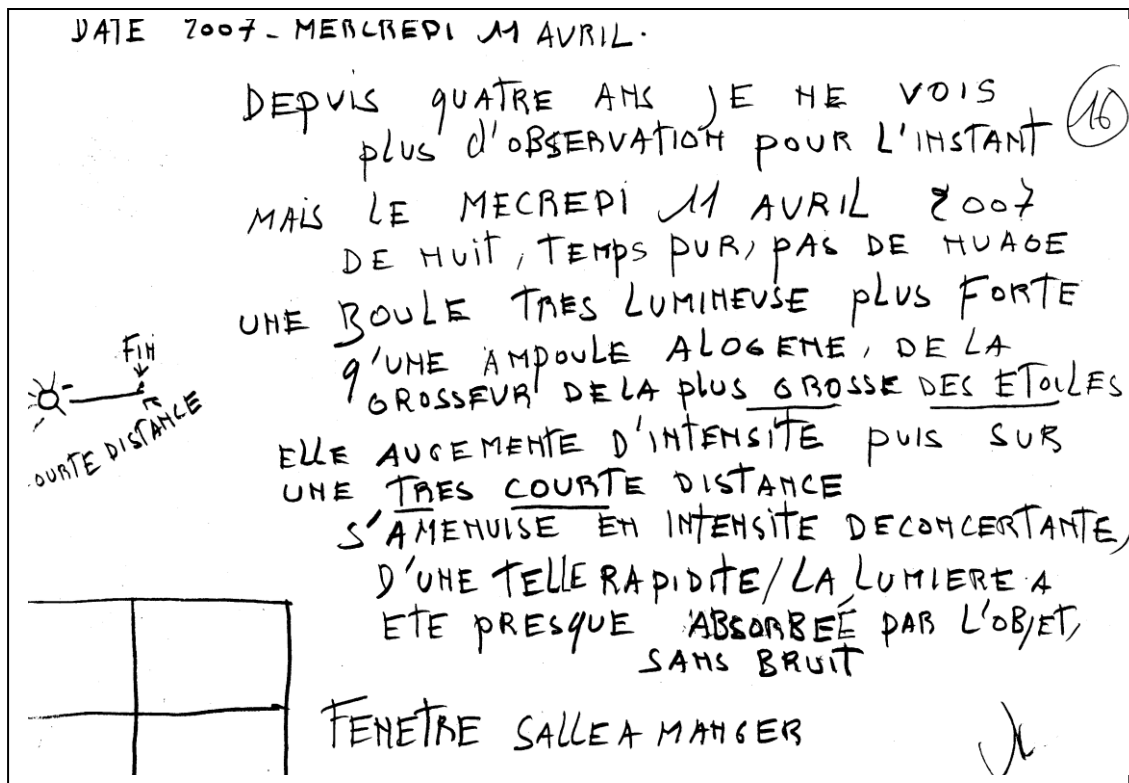 DATE 2007 - MERCREDI 11 AVRIL.
DEPUIS QUATRE ANS JE NE VOIS
plus d'OBSERVATION POUR L'INSTANT
16
MAIS LE MECREDI 11 AVRIL 2007
DE NUIT, TEMPS PUR, PAS DE NUAGE
UNE BOULE TRES LUMINEUSE PLUS FORTE
q'UNE AMPOULE ALOGENE, DE LA
GROSSEUR DE LA PLUS GROSSE DES ETOILES
FIN
OURTE DISTANCE
ELLE AUGEMENTE D'INTENSITE PUIS SUR
UNE TRES COURTE DISTANCE
S'AMENUISE EN INTENSITE DECONCERTANTE,
D'UNE TELLE RAPIDITE/LA LUMIERE A
ETE PRESQUE ABSORBEÉ PAR L'OBJET,
SANS BRUIT
FENETRE SALLE A MANGER